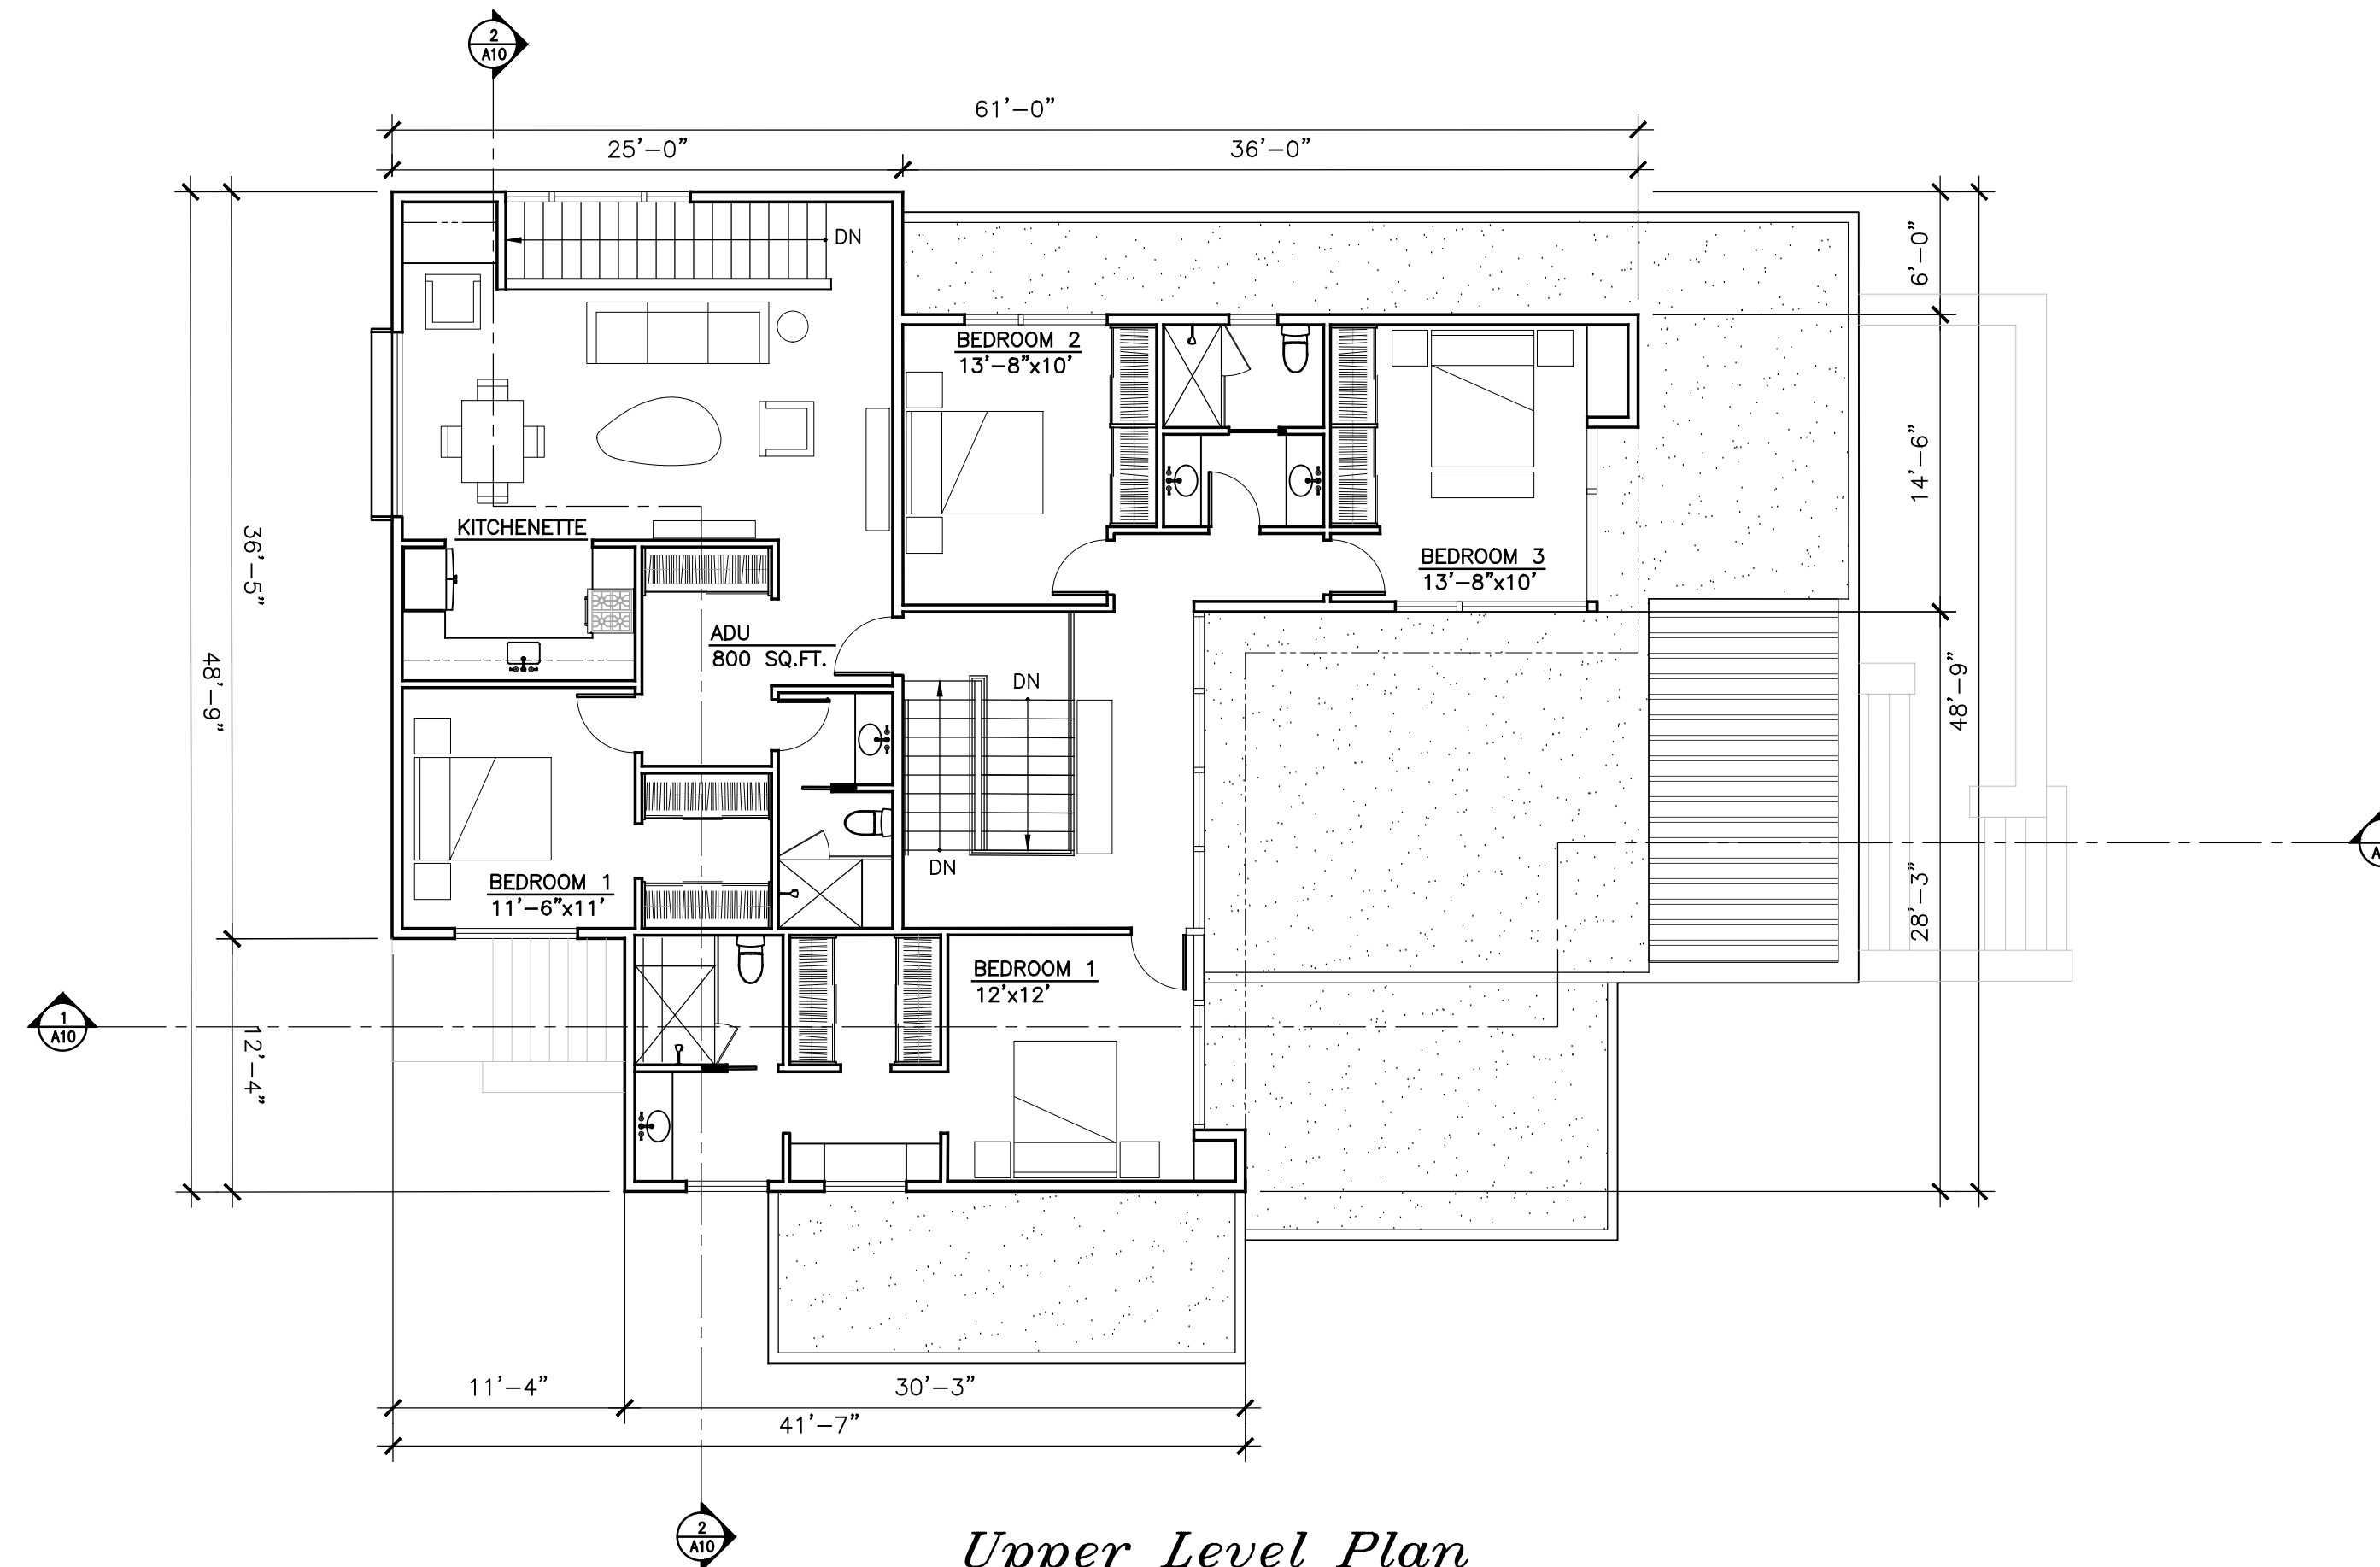 2
A10
61'-0"
25'-0"
36'-0"
DN
6'-0"
BEDROOM 2
13'-8"x10'
14'-6"
KITCHENETTE
36'-5"
BEDROOM 3
13'-8"x10'
ADU
800 SQ.FT.
48'-9"
DN
48'-9"
DN
BEDROOM 1
11'-6"x11'
28'-3"
BEDROOM 1
12'x12'
1
A10
12'-4"
11'-4"
30'-3"
41'-7"
2
A10
Upper Level Plan